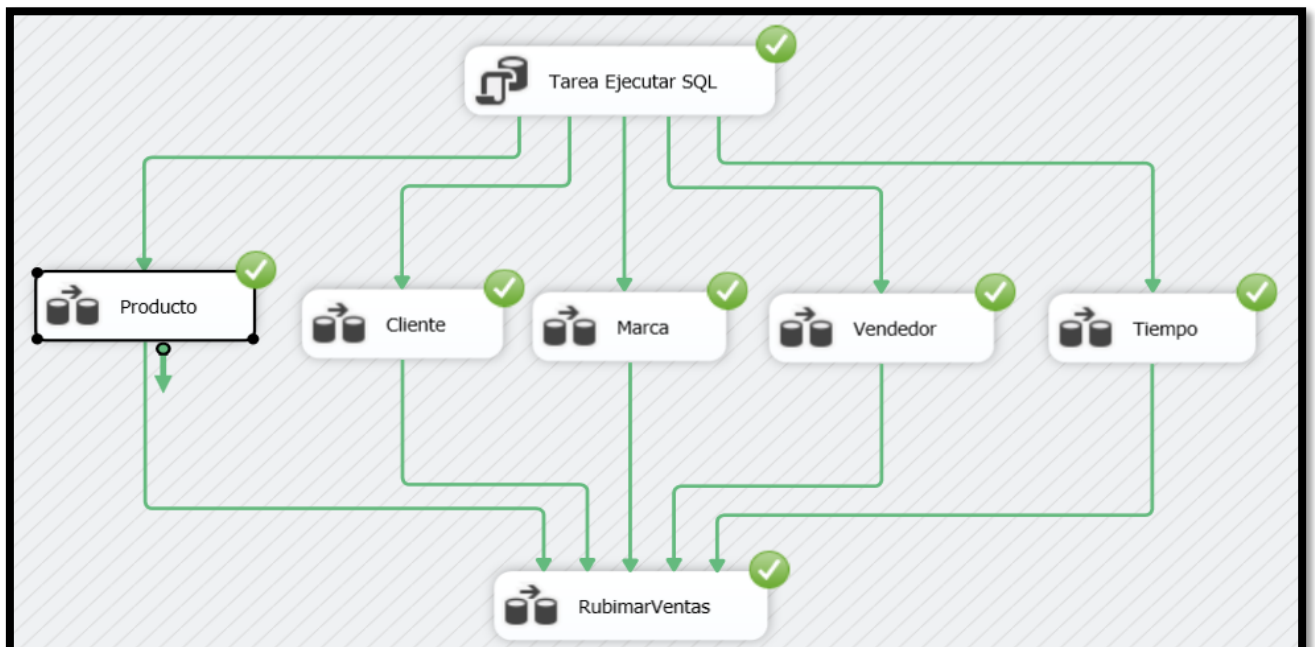 Tarea Ejecutar SQL
Producto
Cliente
Marca
Vendedor
Tiempo
RubimarVentas